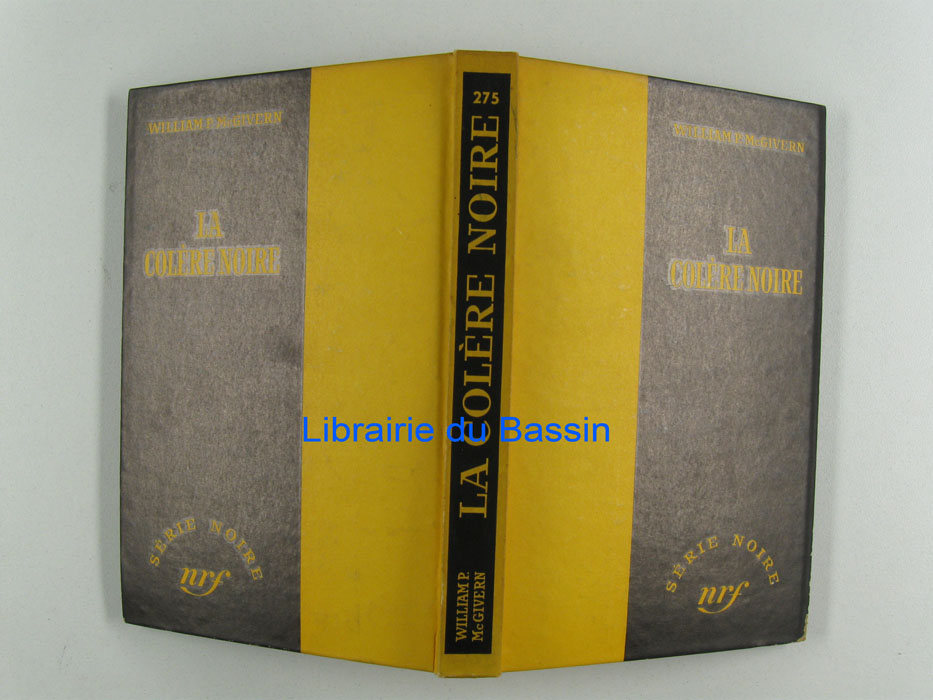 WILLIAM P. McGIVERN
LA
COLÈRE NOIRE
SÉRIE NOIRE
nrf
275
LA COLÈRE NOIRE
WILLIAM P.
McGIVERN
WILLIAM P. McGIVERN
LA
COLÈRE NOIRE
SÉRIE NOIRE
nrf
Librairie du Bassin